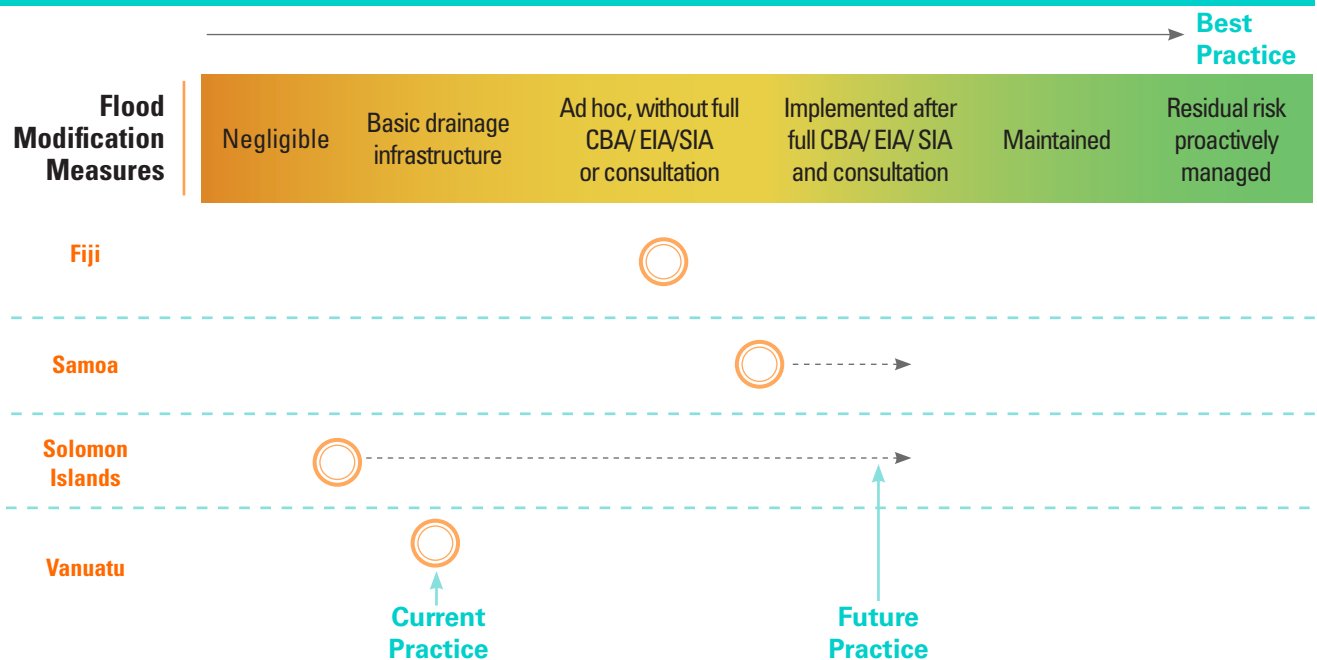 Best
Practice
Flood
Modification
Measures
Negligible
Basic drainage
infrastructure
Ad hoc, without full
CBA/ EIA/SIA
or consultation
Implemented after
full CBA/ EIA/ SIA
and consultation
Maintained
Residual risk
proactively
managed
Fiji
Samoa
Solomon
Islands
Vanuatu
Current
Practice
Future
Practice